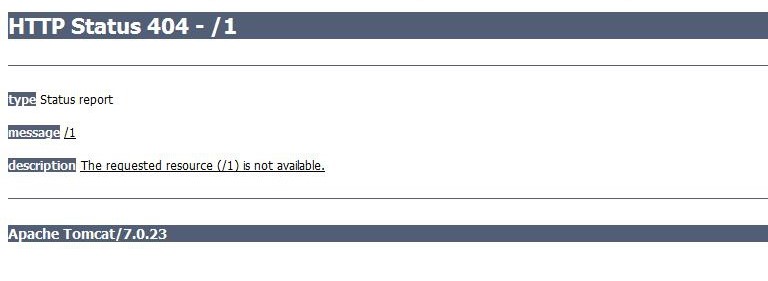 HTTP Status 404 - /1
type Status report
message /1
description The requested resource (/1) is not available.
Apache Tomcat/7.0.23